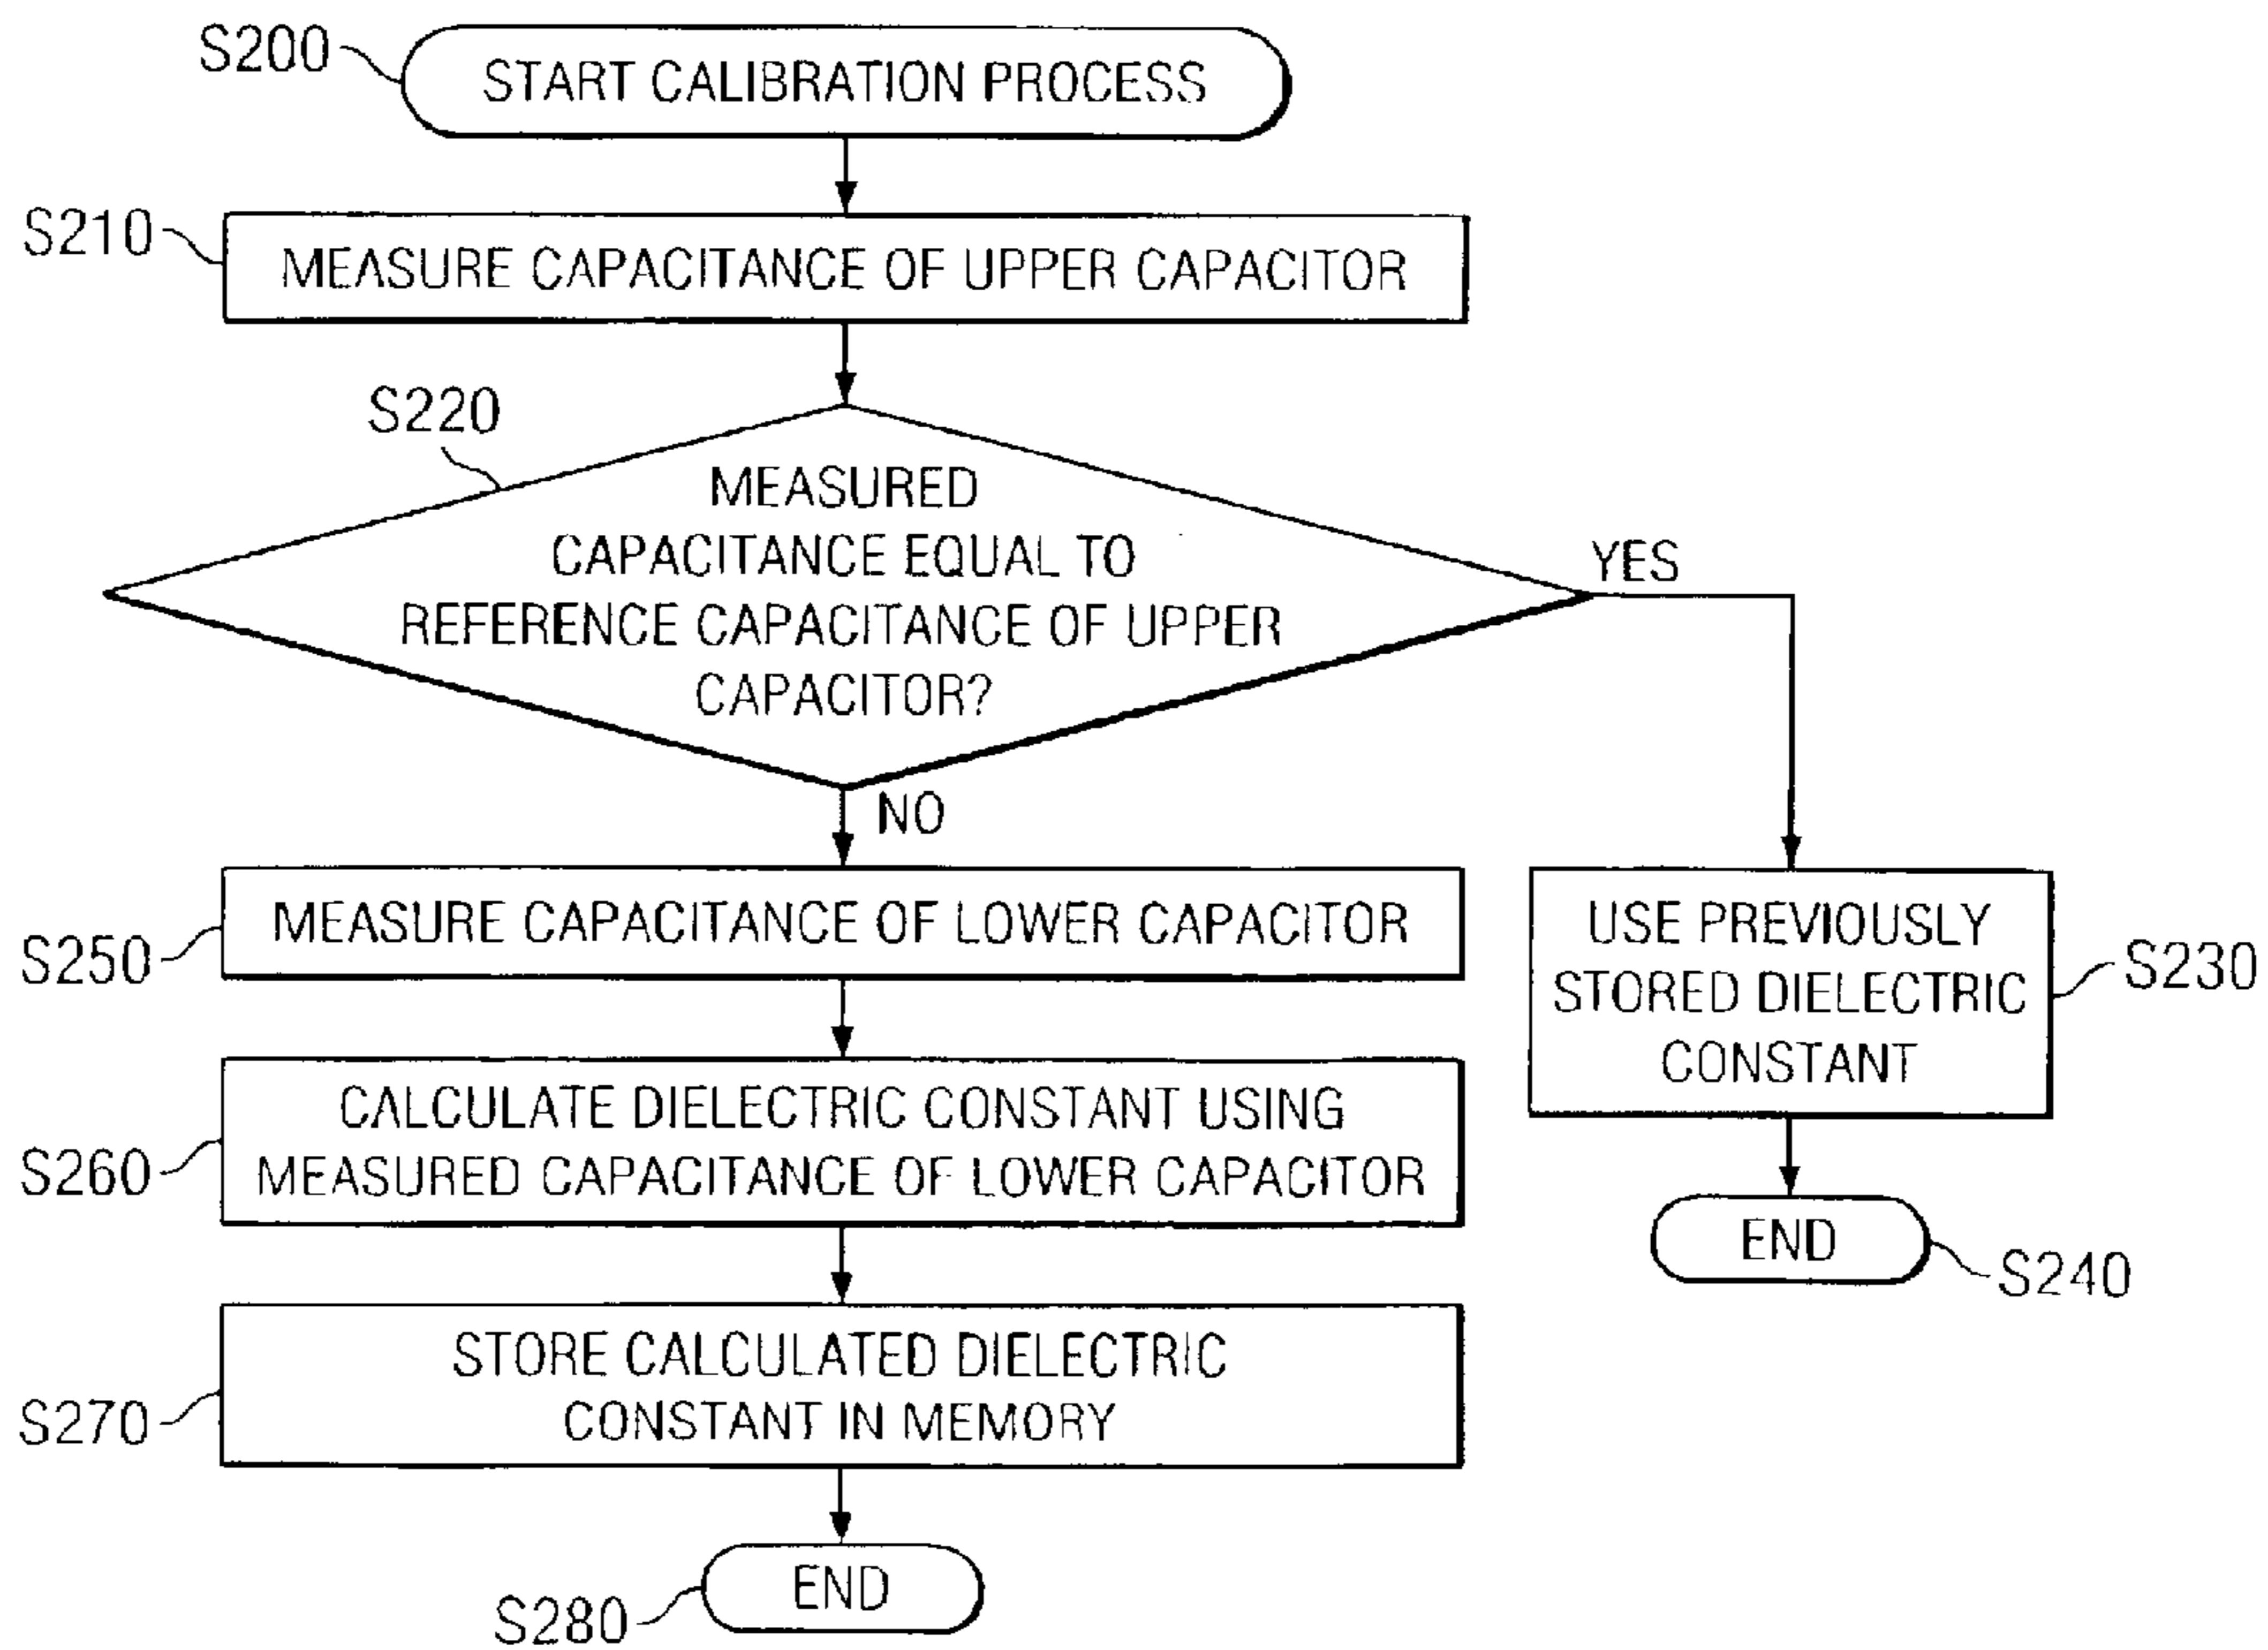 S200
START CALIBRATION PROCESS
S210
MEASURE CAPACITANCE OF UPPER CAPACITOR
S220
MEASURED
CAPACITANCE EQUAL TO
REFERENCE CAPACITANCE OF UPPER
CAPACITOR?
YES
NO
S250
MEASURE CAPACITANCE OF LOWER CAPACITOR
USE PREVIOUSLY
STORED DIELECTRIC
CONSTANT
S230
S260
CALCULATE DIELECTRIC CONSTANT USING
MEASURED CAPACITANCE OF LOWER CAPACITOR
END
S240
S270
STORE CALCULATED DIELECTRIC
CONSTANT IN MEMORY
S280
END